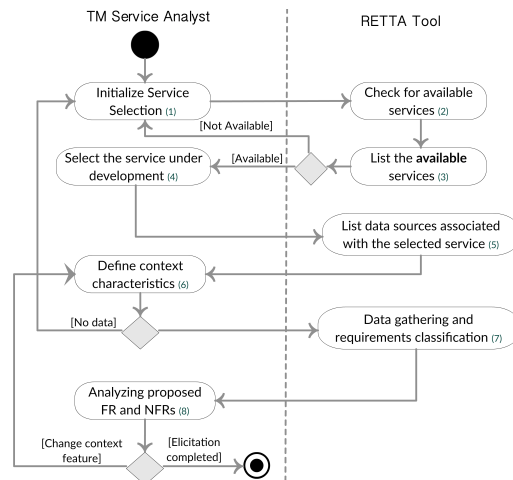 TM Service Analyst
RETTA Tool
Initialize Service
Selection (1)
Check for available
services (2)
[Not Available]
Select the service under
development (4)
[Available]
List the available
services (3)
List data sources associated
with the selected service (5)
Define context
characteristics (6)
[No data]
Data gathering and
requirements classification (7)
Analyzing proposed
FR and NFRs (8)
[Change context
feature]
[Elicitation
completed]